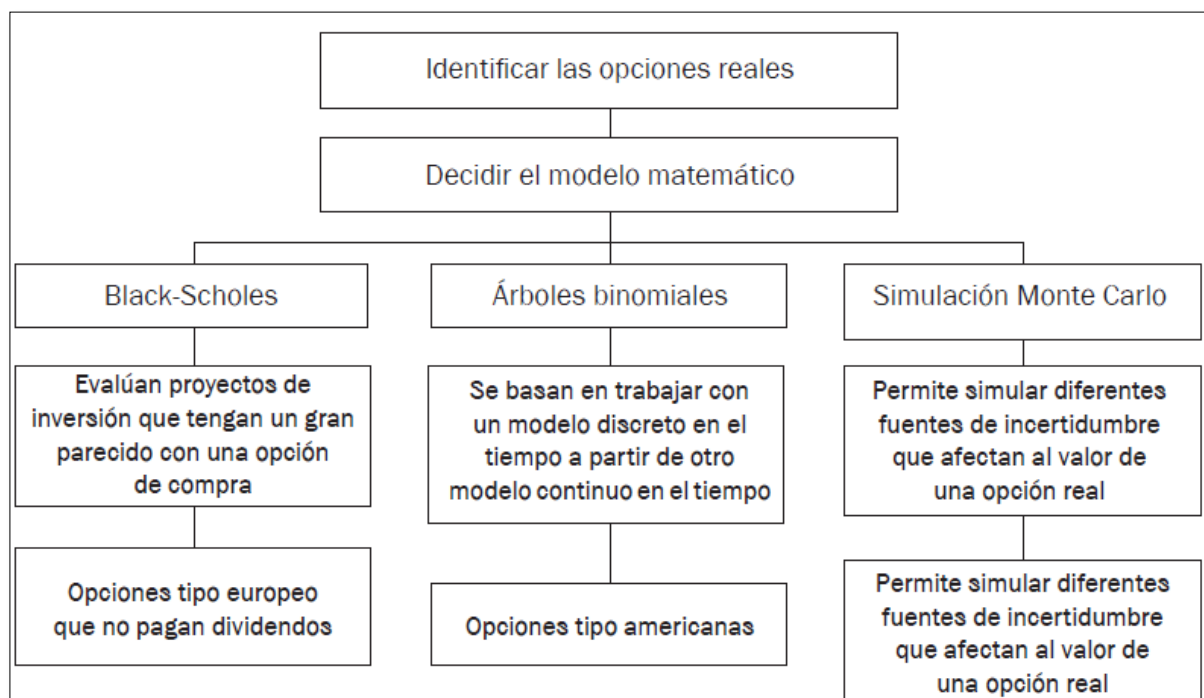 Identificar las opciones reales
Decidir el modelo matemático
Black-Scholes
Árboles binomiales
Simulación Monte Carlo
Evalúan proyectos de
inversión que tengan un gran
parecido con una opción
de compra
Se basan en trabajar con
un modelo discreto en el
tiempo a partir de otro
modelo continuo en el tiempo
Permite simular diferentes
fuentes de incertidumbre
que afectan al valor de
una opción real
Opciones tipo europeo
que no pagan dividendos
Opciones tipo americanas
Permite simular diferentes
fuentes de incertidumbre
que afectan al valor de
una opción real